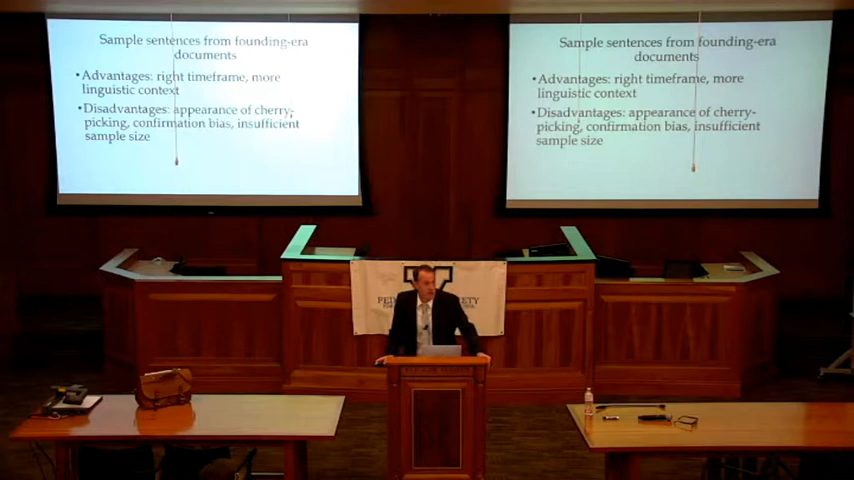 Sample sentences from founding-era
documents
•Advantages: right timeframe, more
linguistic context
•Disadvantages: appearance of cherry-
picking, confirmation bias, insufficient
sample size
Sample sentences from founding-era
documents
•Advantages: right timeframe, more
linguistic context
•Disadvantages: appearance of cherry-
picking, confirmation bias, insufficient
sample size